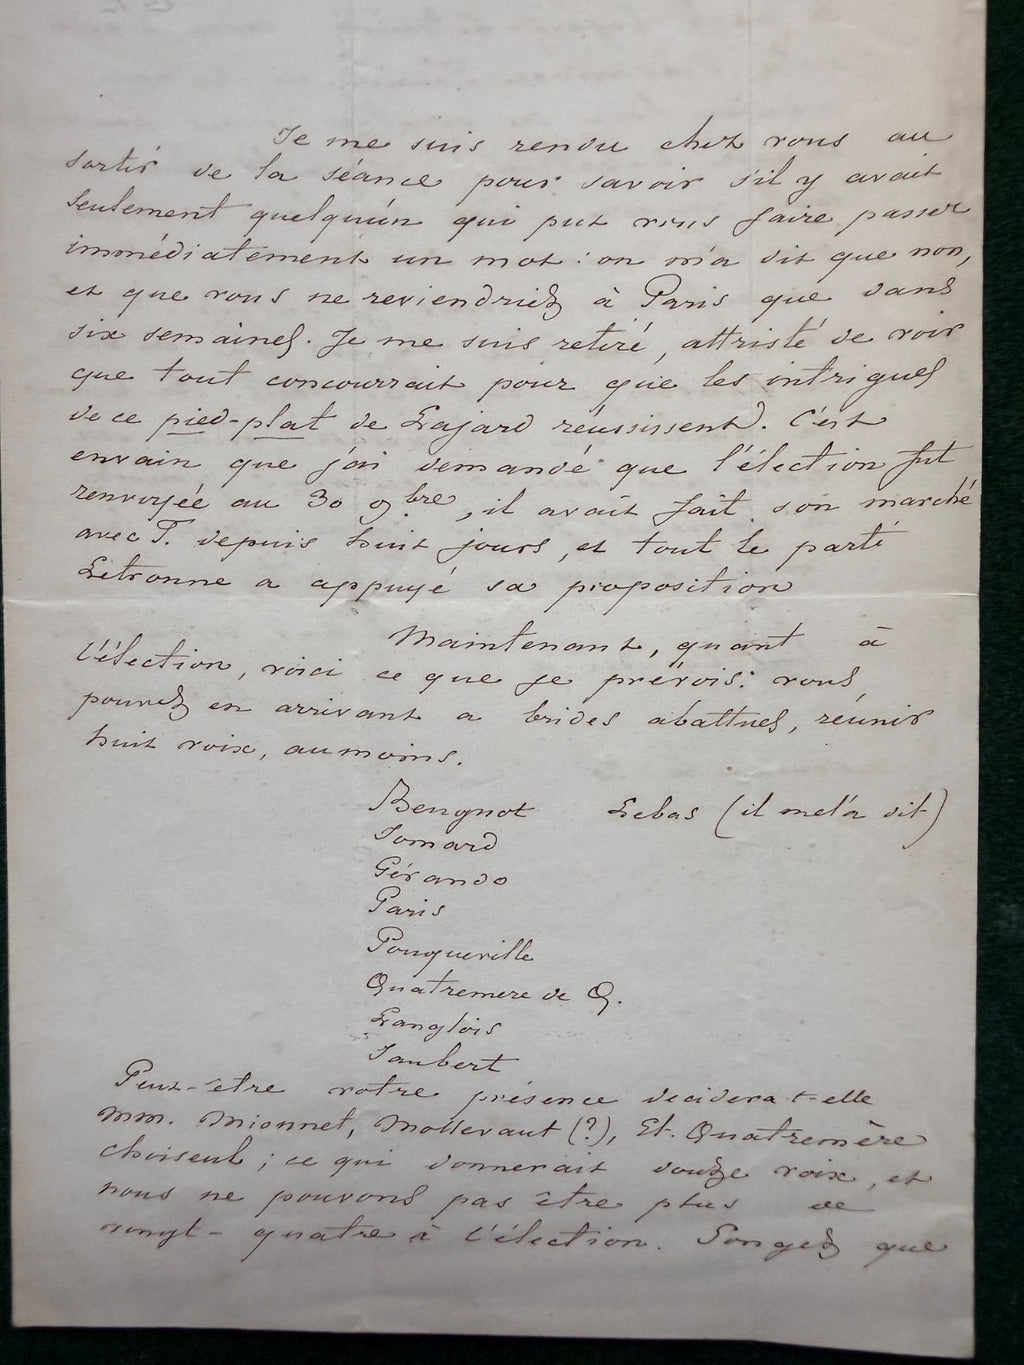 Je me suis rendu chez vous au
sortir de la séance pour savoir s'il y avait
seulement quelqu'un qui put vous faire passer
immédiatement un mot : on m'a dit que non,
et que vous ne reviendriez à Paris que dans
six semaines. Je me suis retiré, attristé de voir
que tout concourrait pour que les intrigues
de ce pied-plat de Lajard réussissent. C'est
envain que j'ai demandé que l'élection fut
renvoyée au 30 9bre, il avait fait son marché
avec T. depuis huit jours, et tout le parti
Letronne a appuyé sa proposition
Maintenant, quant à
l'élection, voici ce que je prévois : vous
pouvez en arrivant a brides abattues, réunir
huit voix, au moins.
Beugnot Lebas (il me l'a dit)
Jomard
Gérando
Paris
Pouqueville
Quatremere de Q.
Langlois
Jaubert
Peut-être votre présence decidera-t-elle
MM. Mionnet, Mollevaut (?), Et. Quatremère
Choiseul ; ce qui donnerait douze voix, et
nous ne pouvons pas être plus de
vingt-quatre à l'élection. Songez que